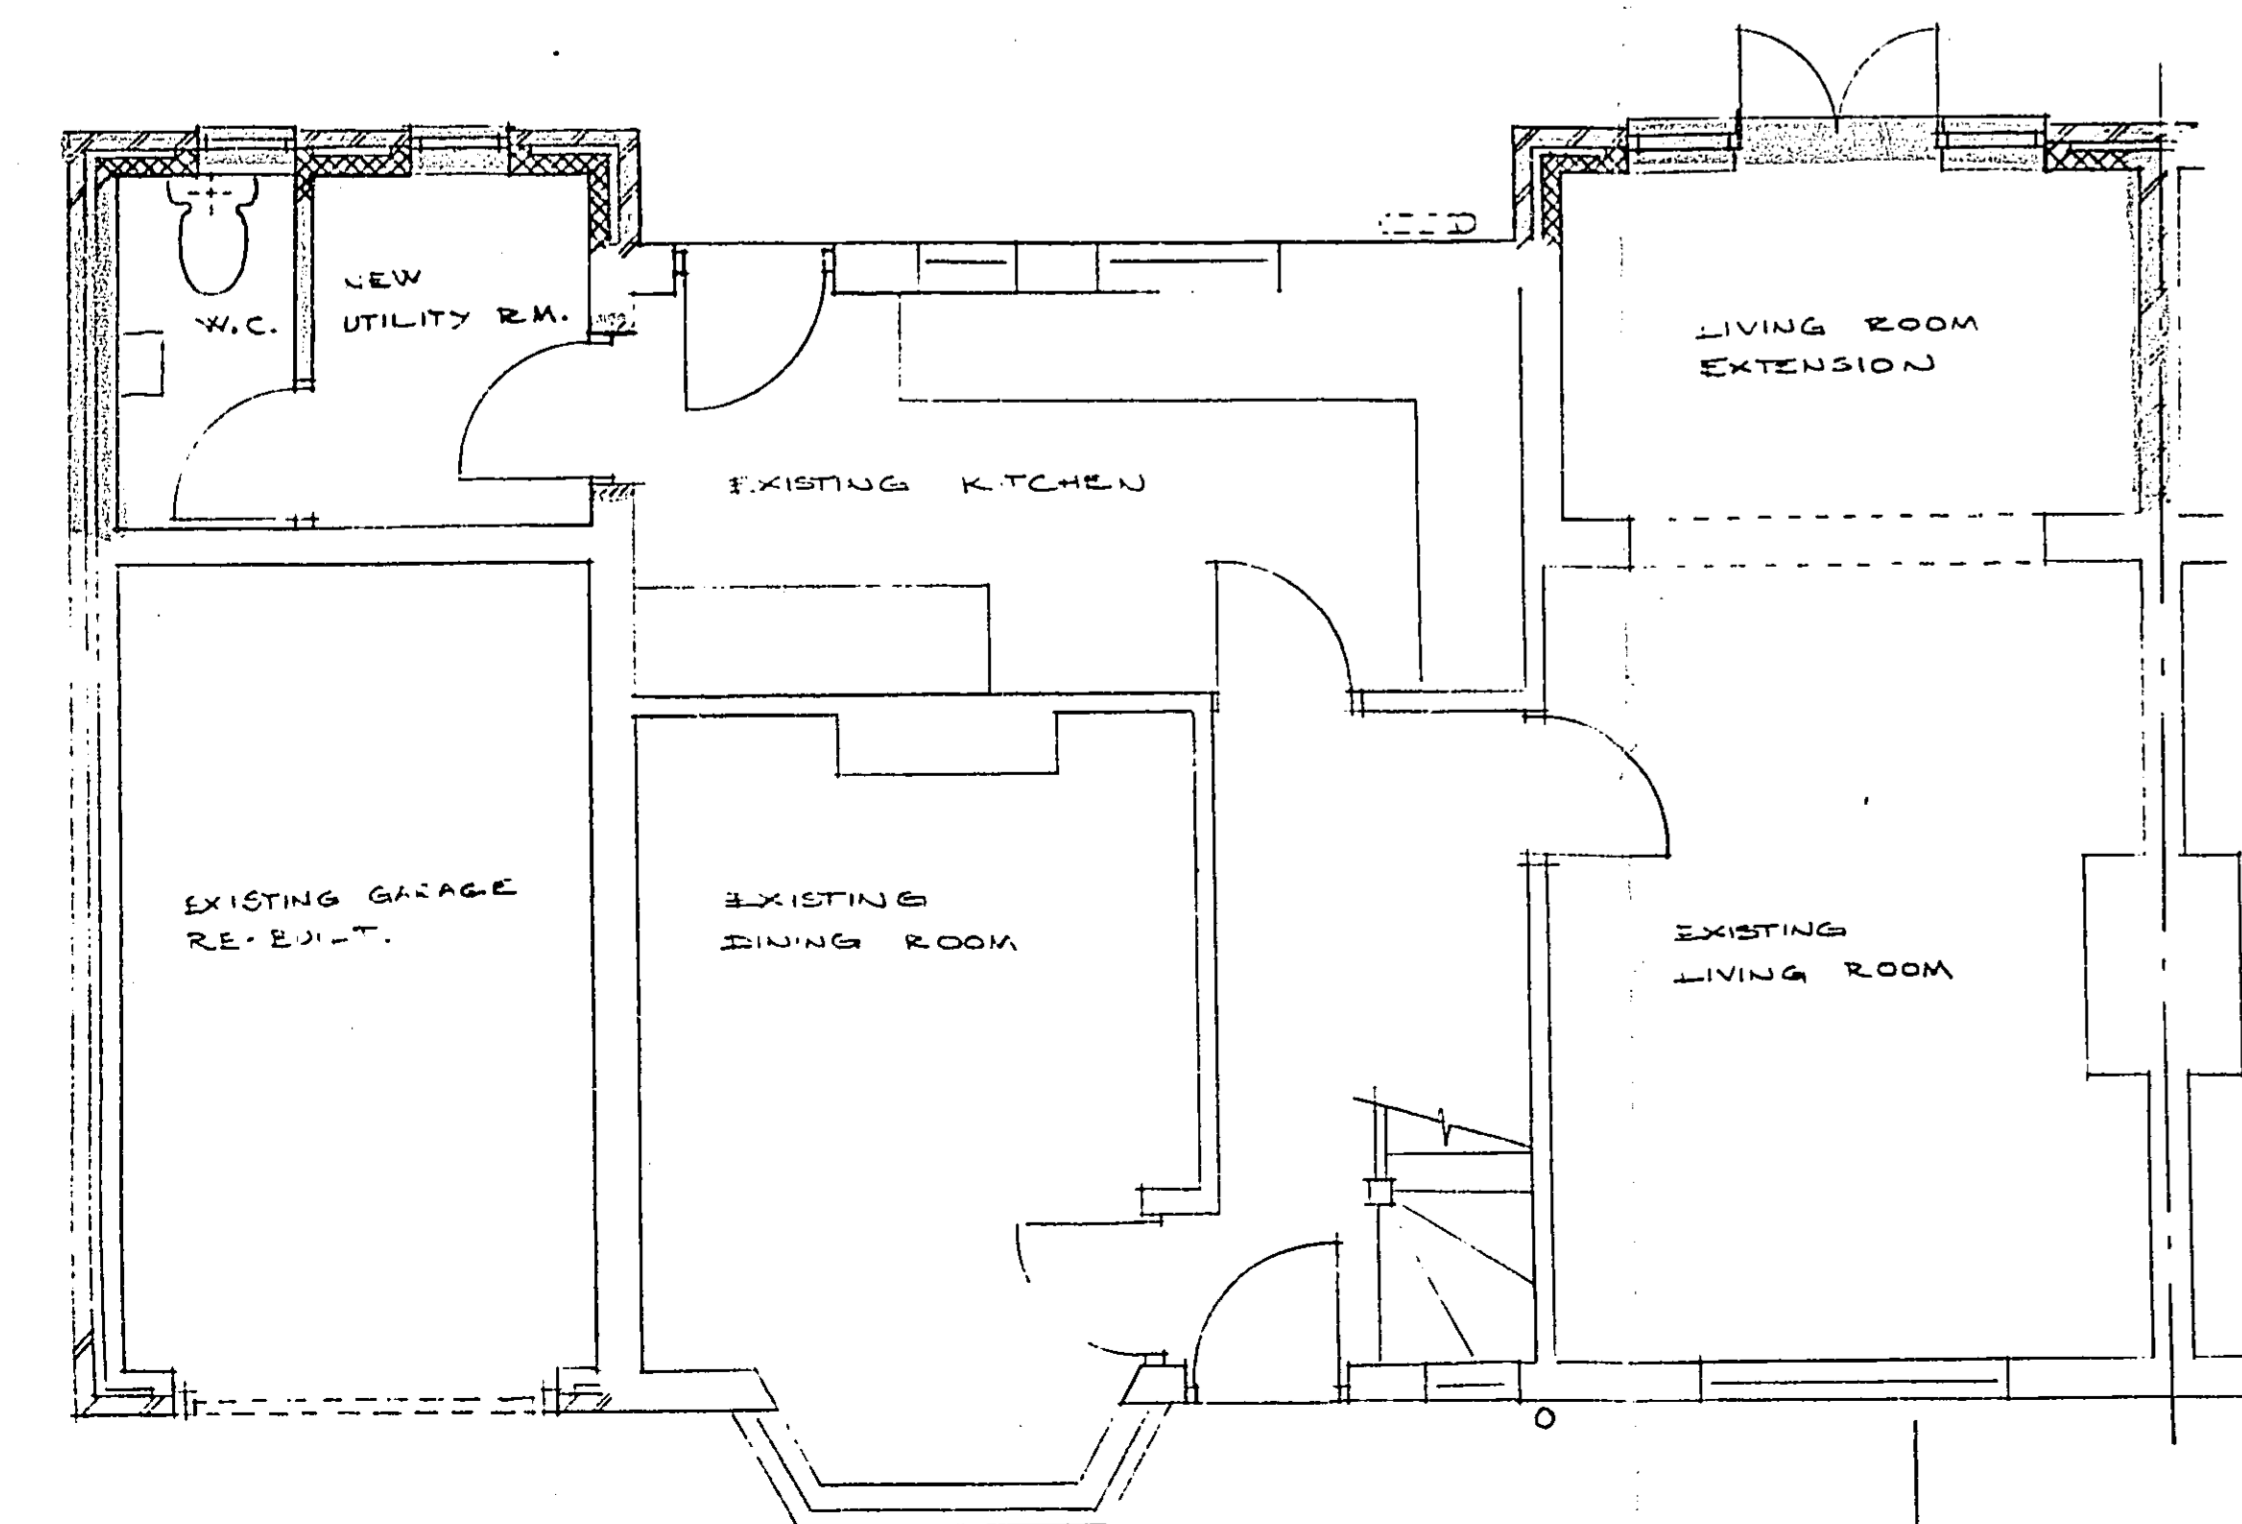 NEW
UTILITY RM.
W.C.
LIVING ROOM
EXTENSION
EXISTING KITCHEN
EXISTING GARAGE
RE-BUILT.
EXISTING
DINING ROOM
EXISTING
LIVING ROOM